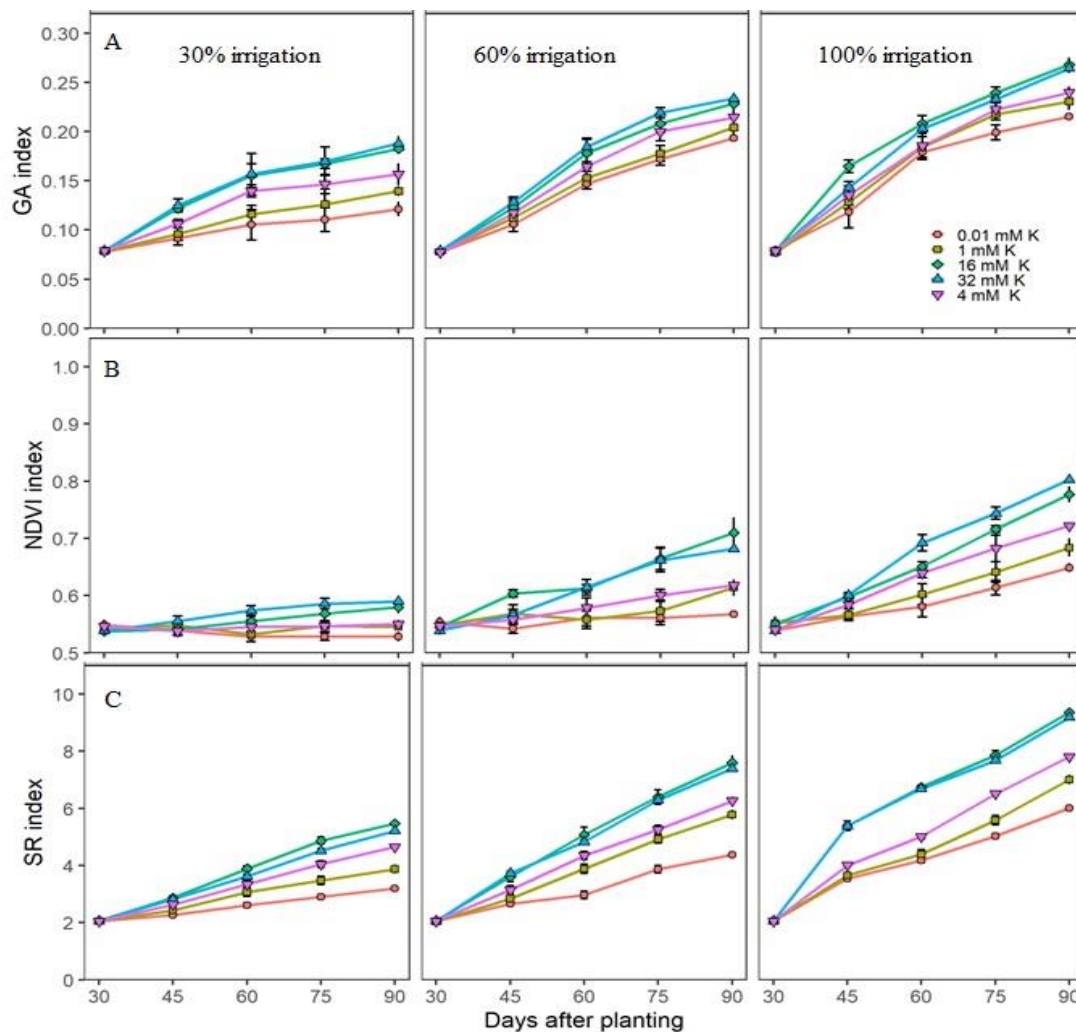 A
30% irrigation
60% irrigation
100% irrigation
GA index
0.30
0.25
0.20
0.15
0.10
0.05
0.00
0.01 mM K
1 mM K
16 mM K
32 mM K
4 mM K
B
NDVI index
1.0
0.9
0.8
0.7
0.6
0.5
C
SR index
10
8
6
4
2
0
30 45 60 75 90 30 45 60 75 90 30 45 60 75 90
Days after planting